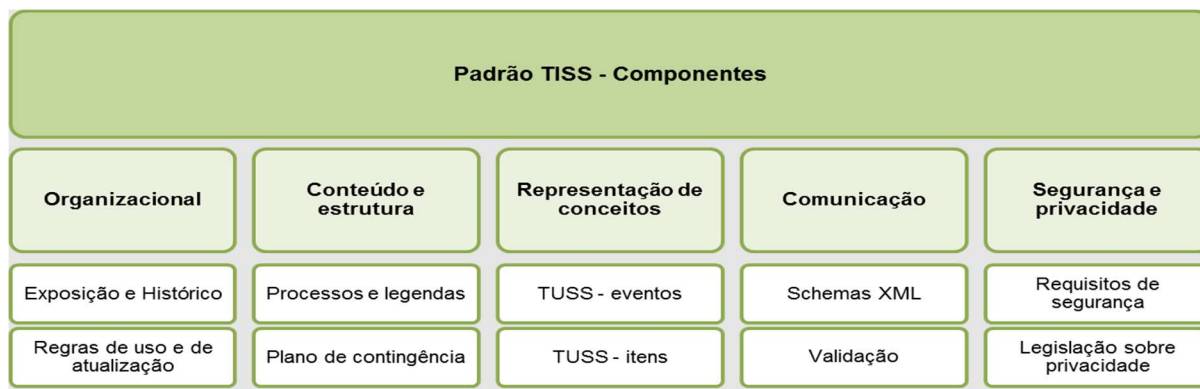 Padrão TISS - Componentes
Organizacional
Conteúdo e
estrutura
Representação de
conceitos
Comunicação
Segurança e
privacidade
Exposição e Histórico
Processos e legendas
TUSS - eventos
Schemas XML
Requisitos de
segurança
Regras de uso e de
atualização
Plano de contingência
TUSS - itens
Validação
Legislação sobre
privacidade